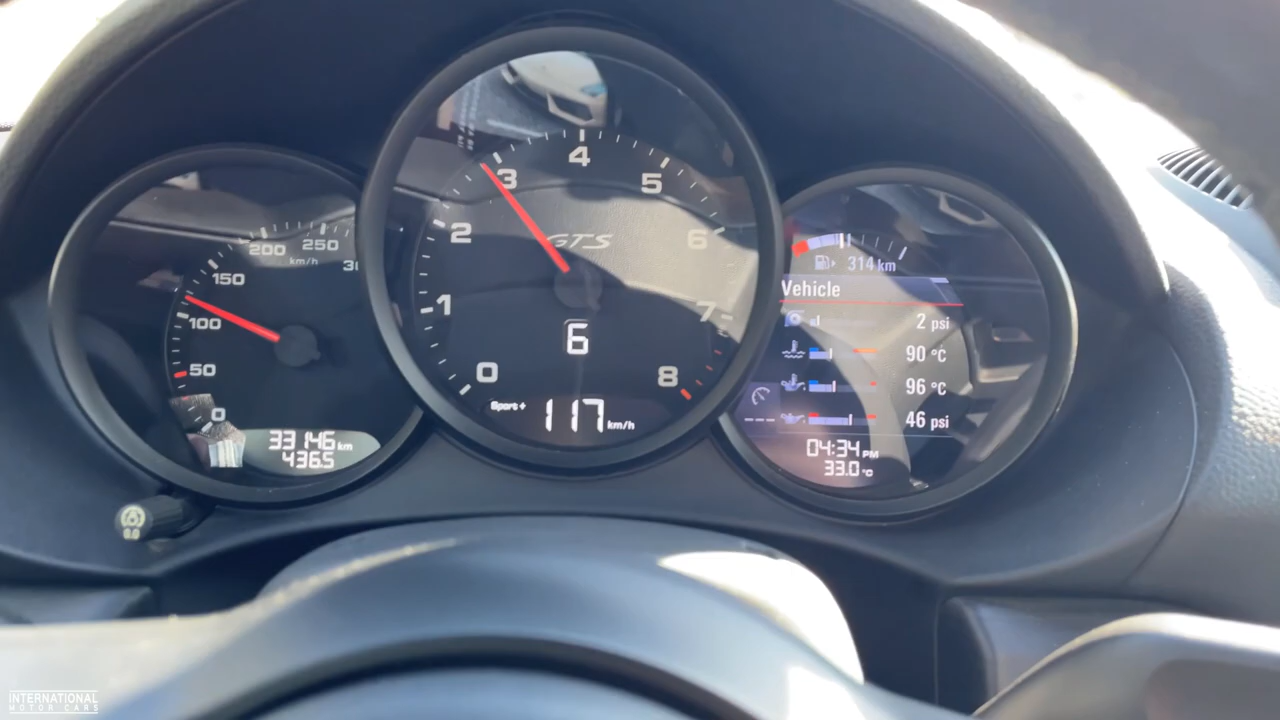 0
50
100
150
200
250
km/h
33146 km
436.5
0
1
2
3
4
5
6
7
8
GTS
6
Sport+
117 km/h
314 km
Vehicle
2 psi
90 °C
96 °C
46 psi
04:34 PM
33.0 °C
0.0
INTERNATIONAL
MOTOR CARS